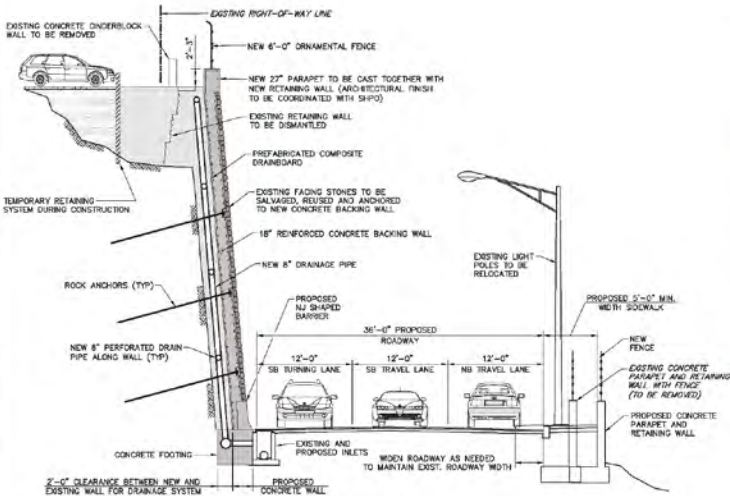 EXISTING RIGHT-OF-WAY LINE
EXISTING CONCRETE CINDERBLOCK
WALL TO BE REMOVED
2'-3"
NEW 6'-0" ORNAMENTAL FENCE
NEW 27" PARAPET TO BE CAST TOGETHER WITH
NEW RETAINING WALL (ARCHITECTURAL FINISH
TO BE COORDINATED WITH SHPO)
EXISTING RETAINING WALL
TO BE DISMANTLED
PREFABRICATED COMPOSITE
DRAINBOARD
TEMPORARY RETAINING
SYSTEM DURING CONSTRUCTION
EXISTING FACING STONES TO BE
SALVAGED, REUSED AND ANCHORED
TO NEW CONCRETE BACKING WALL
18" REINFORCED CONCRETE BACKING WALL
EXISTING LIGHT
POLES TO BE
RELOCATED
NEW 8" DRAINAGE PIPE
ROCK ANCHORS (TYP)
PROPOSED
NJ SHAPED
BARRIER
PROPOSED 5'-0" MIN.
WIDTH SIDEWALK
36'-0" PROPOSED
ROADWAY
NEW 8" PERFORATED DRAIN
PIPE ALONG WALL (TYP)
12'-0"
SB TURNING LANE
12'-0"
SB TRAVEL LANE
12'-0"
NB TRAVEL LANE
NEW
FENCE
EXISTING CONCRETE
PARAPET AND RETAINING
WALL WITH FENCE
(TO BE REMOVED)
PROPOSED CONCRETE
PARAPET AND
RETAINING WALL
CONCRETE FOOTING
EXISTING AND
PROPOSED INLETS
WIDEN ROADWAY AS NEEDED
TO MAINTAIN EXIST. ROADWAY WIDTH
2'-0" CLEARANCE BETWEEN NEW AND
EXISTING WALL FOR DRAINAGE SYSTEM
PROPOSED
CONCRETE WALL